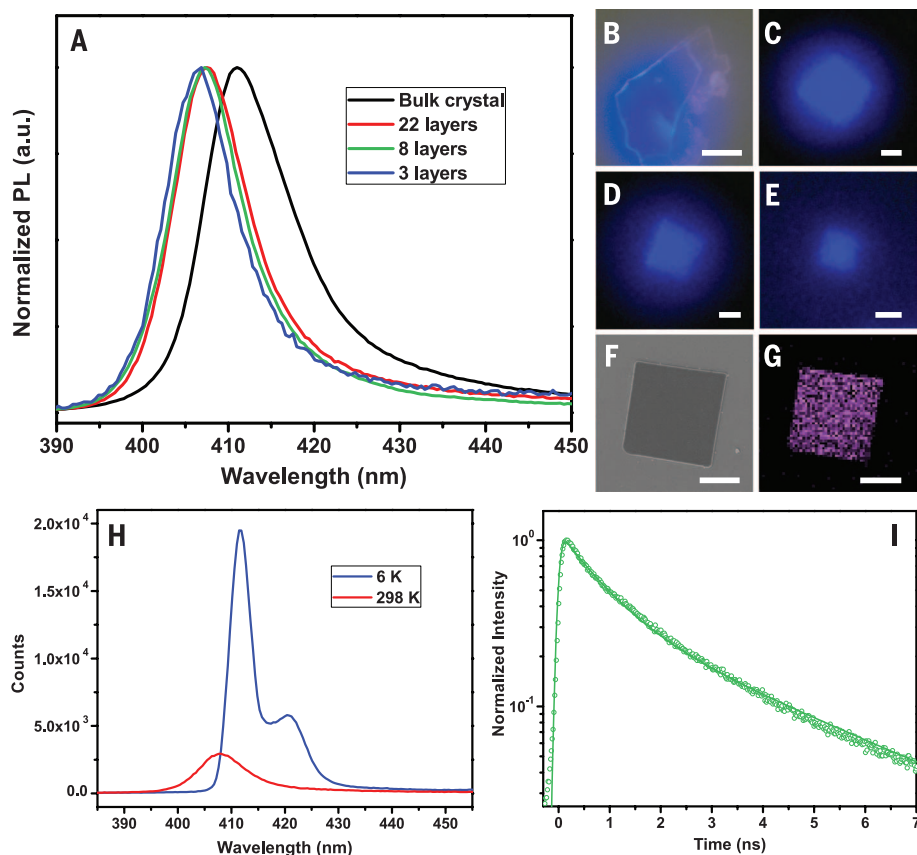 A
Normalized PL (a.u.)
Bulk crystal
22 layers
8 layers
3 layers
390 400 410 420 430 440 450
Wavelength (nm)
B
C
D
E
F
G
H
Counts
2.0x10 4
1.5x10 4
1.0x10 4
5.0x10 3
0.0
6 K
298 K
390 400 410 420 430 440 450
Wavelength (nm)
I
Normalized Intensity
10 0
10 -1
0 1 2 3 4 5 6 7
Time (ns)